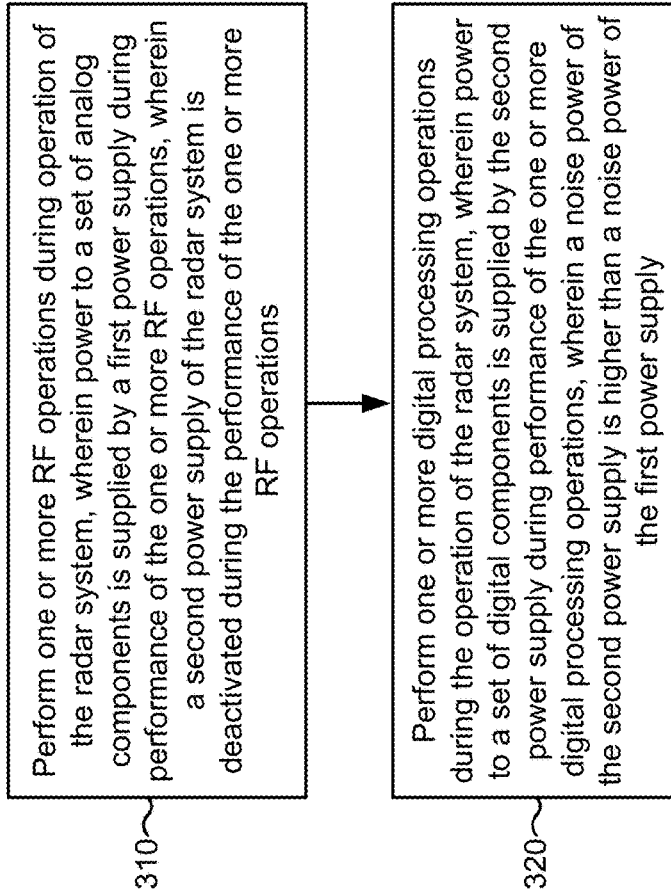 310
Perform one or more RF operations during operation of
the radar system, wherein power to a set of analog
components is supplied by a first power supply during
performance of the one or more RF operations, wherein
a second power supply of the radar system is
deactivated during the performance of the one or more
RF operations
320
Perform one or more digital processing operations
during the operation of the radar system, wherein power
to a set of digital components is supplied by the second
power supply during performance of the one or more
digital processing operations, wherein a noise power of
the second power supply is higher than a noise power of
the first power supply